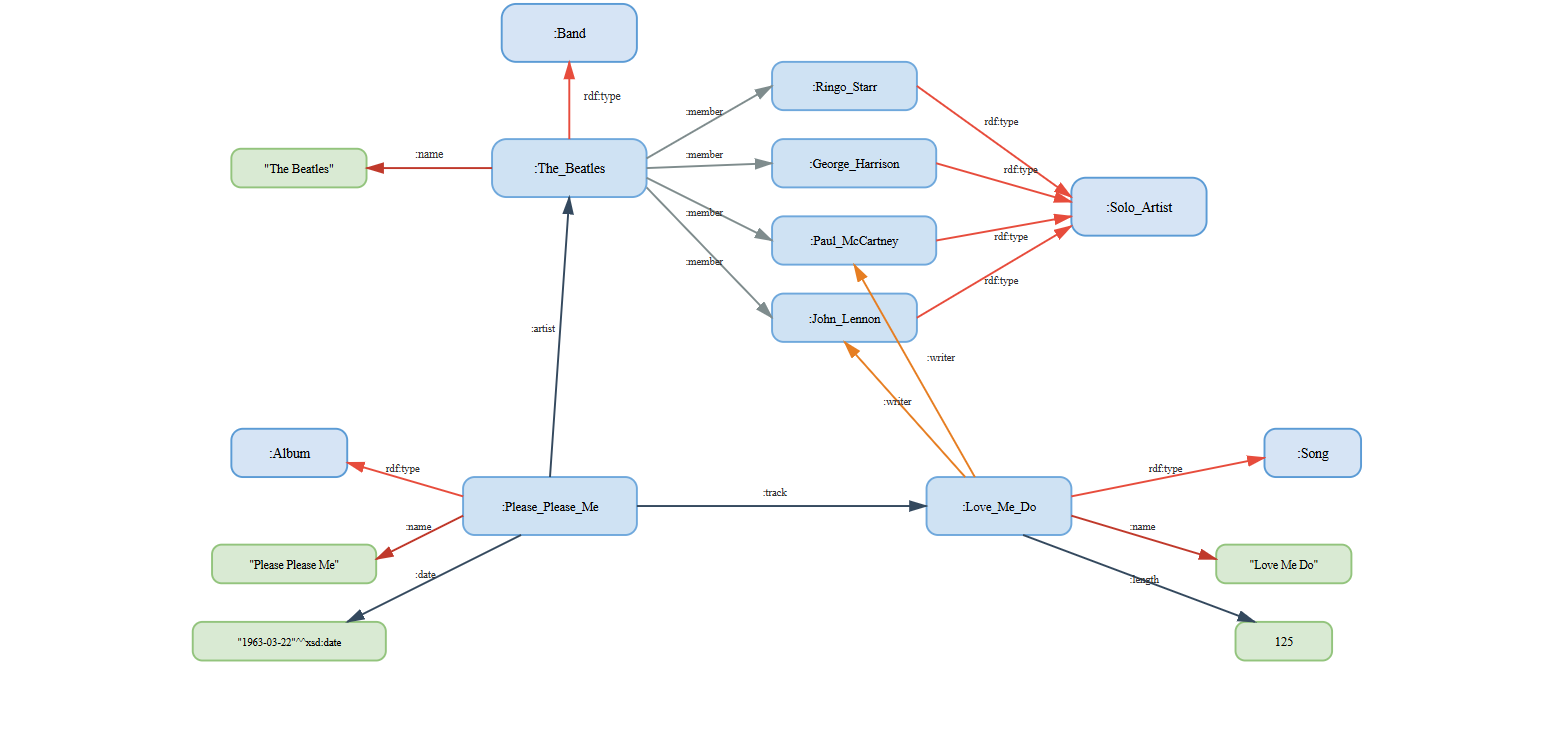 :Band
rdf:type
:Ringo_Starr
:member
rdf:type
:name
:member
"The Beatles"
:The_Beatles
:George_Harrison
rdf:type
:Solo_Artist
:member
:Paul_McCartney
rdf:type
:member
rdf:type
:John_Lennon
:artist
:writer
:writer
:Album
rdf:type
:track
rdf:type
:Song
:Please_Please_Me
:Love_Me_Do
:name
:name
"Please Please Me"
"Love Me Do"
:date
:length
"1963-03-22"^^xsd:date
125